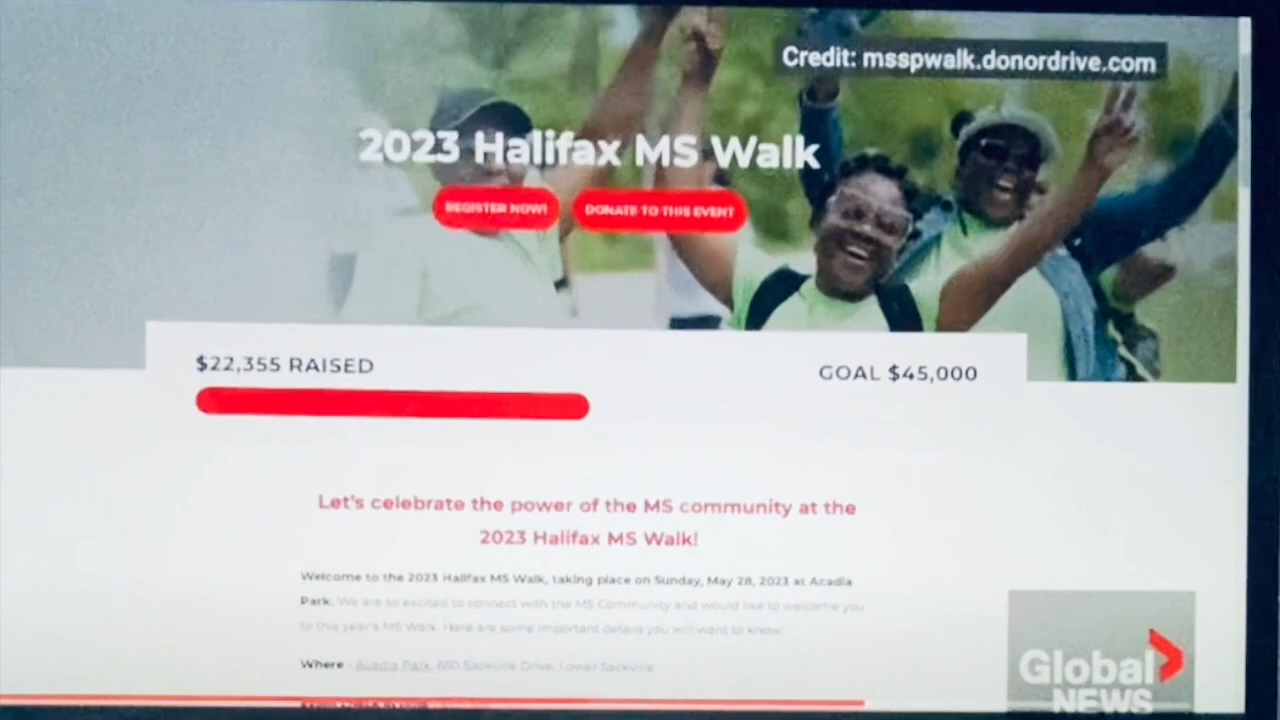 Credit: msspwalk.donordrive.com
2023 Halifax MS Walk
REGISTER NOW! DONATE TO THIS EVENT
$22,355 RAISED GOAL $45,000
Let's celebrate the power of the MS community at the
2023 Halifax MS Walk!
Welcome to the 2023 Halifax MS Walk, taking place on Sunday, May 28, 2023 at Acadia
Park. We are so excited to connect with the MS Community and would like to welcome you
to this year's MS Walk. Here are some important details you will want to know!
Where - Acadia Park, 650 Sackville Drive, Lower Sackville
Global
NEWS